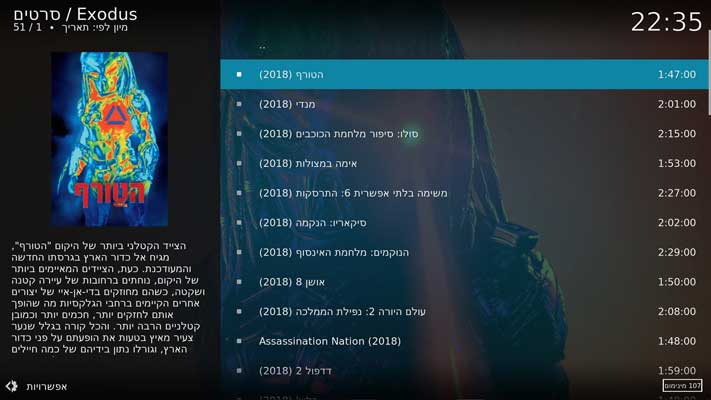 סרטים / Exodus
מיון לפי: תאריך • 1 / 51
22:35
הטורף
הצייד הקטלני ביותר של היקום "הטורף",
מגיח אל כדור הארץ בגרסתו החדשה
והמעודכנת. כעת, הציידים המאיימים ביותר
של היקום, נוחתים ברחובות של עיירה קטנה
ושקטה, כשהם מחוזקים בדי-אן-איי של יצורים
אחרים הקיימים ברחבי הגלקסיות מה שהופך
אותם לחזקים יותר, חכמים יותר וכמובן
קטלניים הרבה יותר. והכל קורה בגלל שנער
צעיר מאיץ בטעות את הופעתם על פני כדור
הארץ, וגורלו נתון בידיהם של כמה חיילים
..
הטורף (2018) 1:47:00
מנדי (2018) 2:01:00
סולו: סיפור מלחמת הכוכבים (2018) 2:15:00
אימה במצולות (2018) 1:53:00
משימה בלתי אפשרית 6: התרסקות (2018) 2:27:00
סיקאריו: הנקמה (2018) 2:02:00
הנוקמים: מלחמת האינסוף (2018) 2:29:00
אושן 8 (2018) 1:50:00
עולם היורה 2: נפילת הממלכה (2018) 2:08:00
Assassination Nation (2018) 1:48:00
דדפול 2 (2018) 1:59:00
אפשרויות
107 מינימום